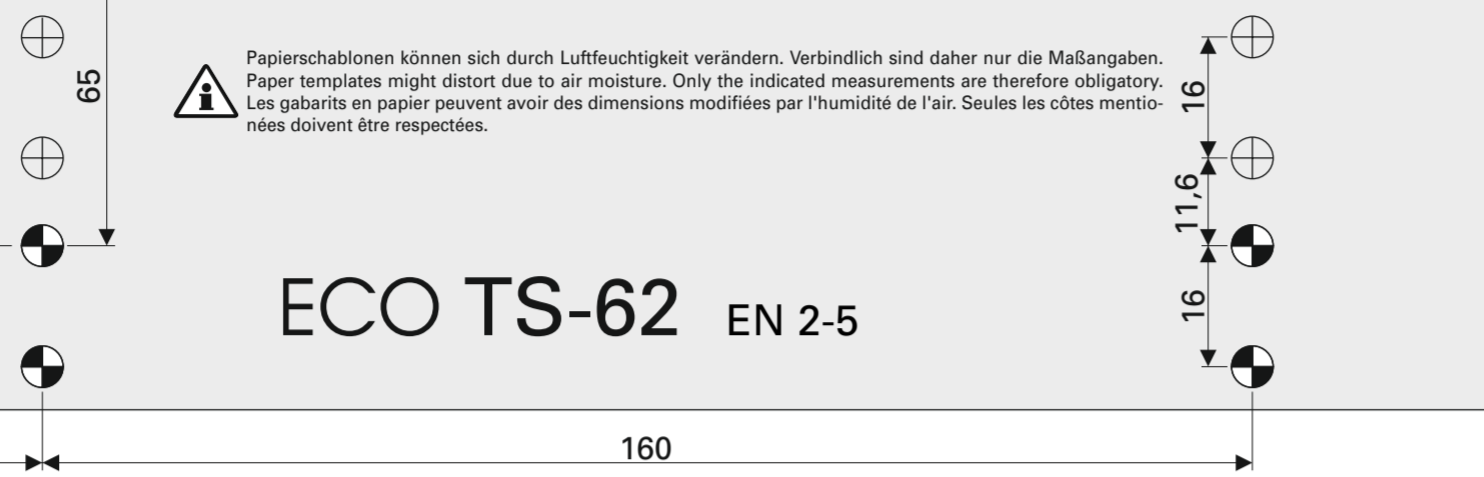 65
Papierschablonen können sich durch Luftfeuchtigkeit verändern. Verbindlich sind daher nur die Maßangaben.
Paper templates might distort due to air moisture. Only the indicated measurements are therefore obligatory.
Les gabarits en papier peuvent avoir des dimensions modifiées par l'humidité de l'air. Seules les côtes mentio-
nées doivent être respectées.
16
11,6
ECO TS-62 EN 2-5
16
160